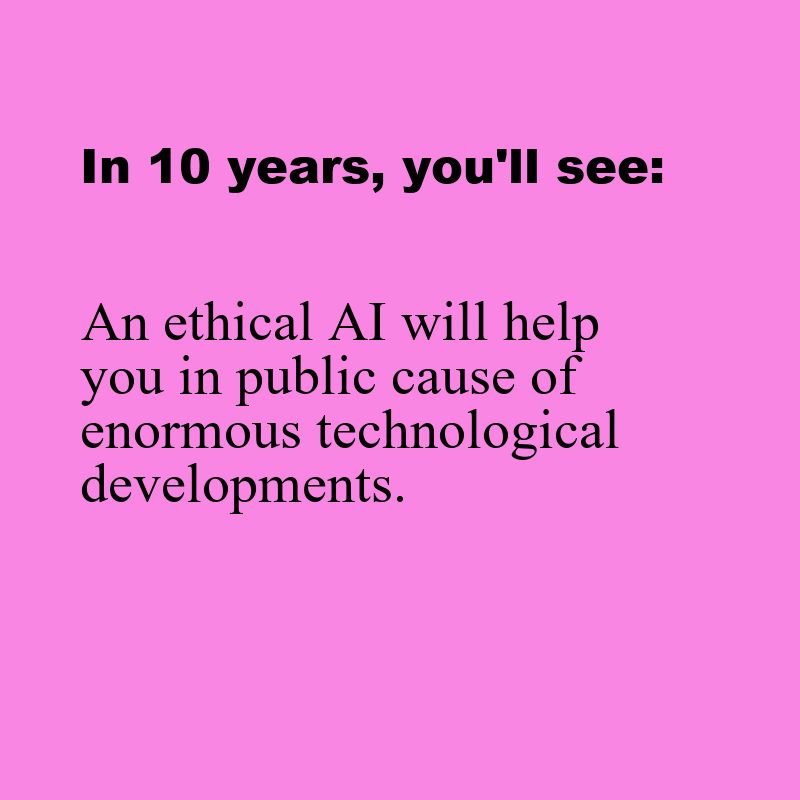 In 10 years, you'll see:
An ethical AI will help
you in public cause of
enormous technological
developments.